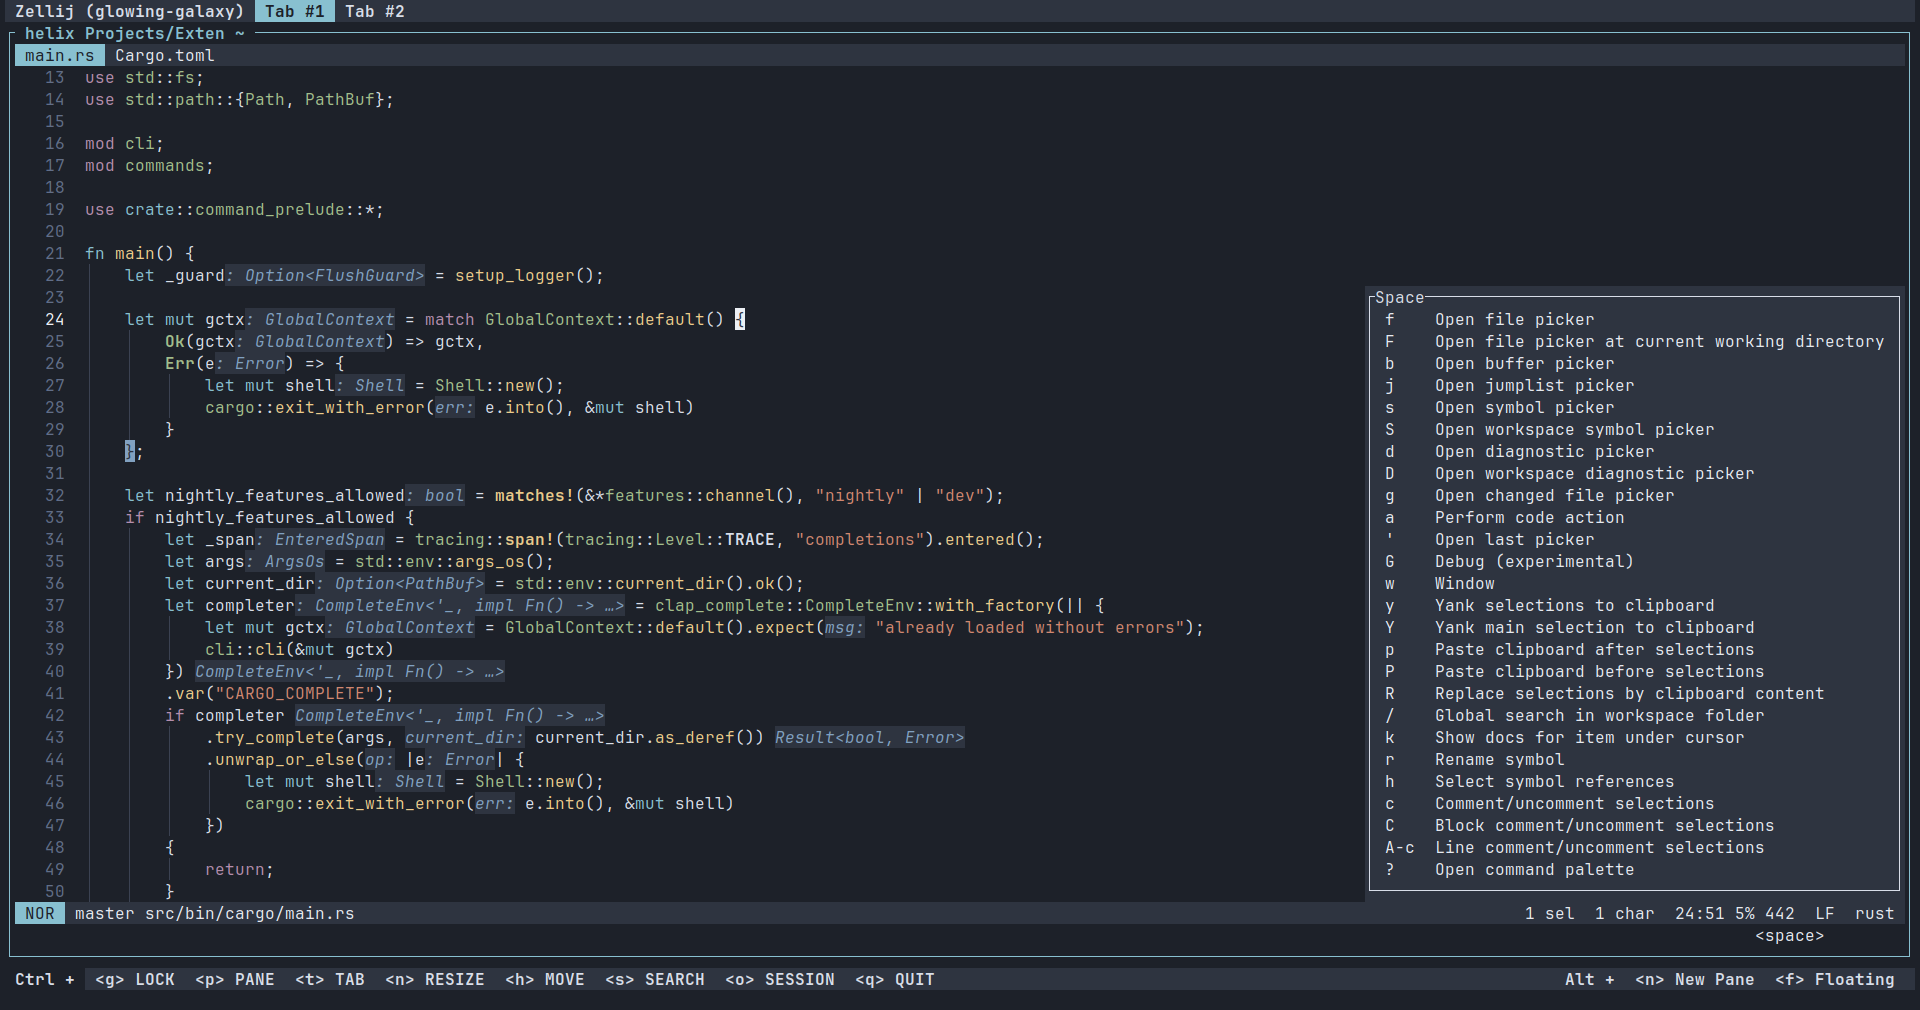 Zellij (glowing-galaxy)  Tab #1  Tab #2
helix Projects/Exten ~
main.rs  Cargo.toml
13  use std::fs;
14  use std::path::{Path, PathBuf};
15
16  mod cli;
17  mod commands;
18
19  use crate::command_prelude::*;
20
21  fn main() {
22      let _guard: Option<FlushGuard> = setup_logger();
23
24      let mut gctx: GlobalContext = match GlobalContext::default() {
25          Ok(gctx: GlobalContext) => gctx,
26          Err(e: Error) => {
27              let mut shell: Shell = Shell::new();
28              cargo::exit_with_error(err: e.into(), &mut shell)
29          }
30      };
31
32      let nightly_features_allowed: bool = matches!(&*features::channel(), "nightly" | "dev");
33      if nightly_features_allowed {
34          let _span: EnteredSpan = tracing::span!(tracing::Level::TRACE, "completions").entered();
35          let args: ArgsOs = std::env::args_os();
36          let current_dir: Option<PathBuf> = std::env::current_dir().ok();
37          let completer: CompleteEnv<'_, impl Fn() -> …> = clap_complete::CompleteEnv::with_factory(|| {
38              let mut gctx: GlobalContext = GlobalContext::default().expect(msg: "already loaded without errors");
39              cli::cli(&mut gctx)
40          }) CompleteEnv<'_, impl Fn() -> …>
41          .var("CARGO_COMPLETE");
42          if completer CompleteEnv<'_, impl Fn() -> …>
43              .try_complete(args, current_dir: current_dir.as_deref()) Result<bool, Error>
44              .unwrap_or_else(op: |e: Error| {
45                  let mut shell: Shell = Shell::new();
46                  cargo::exit_with_error(err: e.into(), &mut shell)
47              })
48          {
49              return;
50          }
Space
f    Open file picker
F    Open file picker at current working directory
b    Open buffer picker
j    Open jumplist picker
s    Open symbol picker
S    Open workspace symbol picker
d    Open diagnostic picker
D    Open workspace diagnostic picker
g    Open changed file picker
a    Perform code action
'    Open last picker
G    Debug (experimental)
w    Window
y    Yank selections to clipboard
Y    Yank main selection to clipboard
p    Paste clipboard after selections
P    Paste clipboard before selections
R    Replace selections by clipboard content
/    Global search in workspace folder
k    Show docs for item under cursor
r    Rename symbol
h    Select symbol references
c    Comment/uncomment selections
C    Block comment/uncomment selections
A-c  Line comment/uncomment selections
?    Open command palette
NOR  master src/bin/cargo/main.rs  1 sel  1 char  24:51 5% 442  LF  rust
<space>
Ctrl +  <g> LOCK  <p> PANE  <t> TAB  <n> RESIZE  <h> MOVE  <s> SEARCH  <o> SESSION  <q> QUIT  Alt +  <n> New Pane  <f> Floating